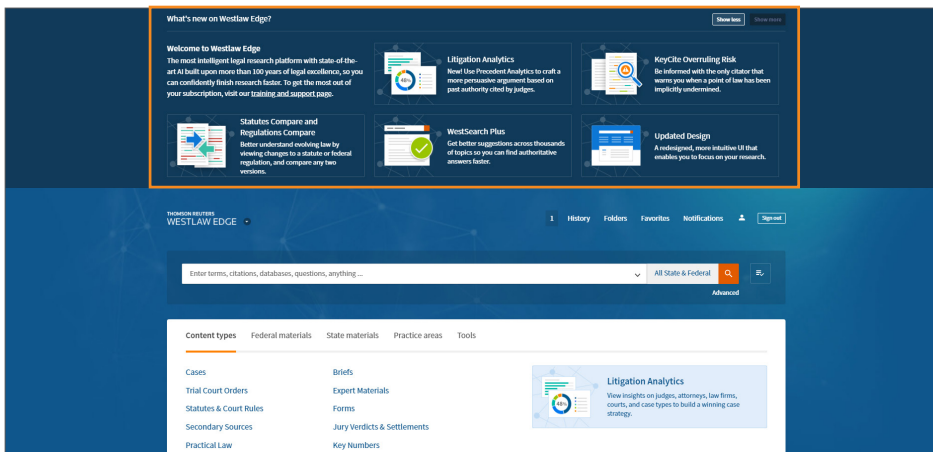 What's new on Westlaw Edge?
Show less
Show more
Welcome to Westlaw Edge
The most intelligent legal research platform with state-of-the-
art AI built upon more than 100 years of legal excellence, so you
can confidently finish research faster. To get the most out of
your subscription, visit our training and support page.
48%
Litigation Analytics
New! Use Precedent Analytics to craft a
more persuasive argument based on
past authority cited by judges.
KeyCite Overruling Risk
Be informed with the only citator that
warns you when a point of law has been
implicitly undermined.
Statutes Compare and
Regulations Compare
Better understand evolving law by
viewing changes to a statute or federal
regulation, and compare any two
versions.
WestSearch Plus
Get better suggestions across thousands
of topics so you can find authoritative
answers faster.
Updated Design
A redesigned, more intuitive UI that
enables you to focus on your research.
THOMSON REUTERS
WESTLAW EDGE
1 History Folders Favorites Notifications Sign out
Enter terms, citations, databases, questions, anything ...
All State & Federal
Advanced
Content types Federal materials State materials Practice areas Tools
Cases
Trial Court Orders
Statutes & Court Rules
Secondary Sources
Practical Law
Briefs
Expert Materials
Forms
Jury Verdicts & Settlements
Key Numbers
48%
Litigation Analytics
View insights on judges, attorneys, law firms,
courts, and case types to build a winning case
strategy.